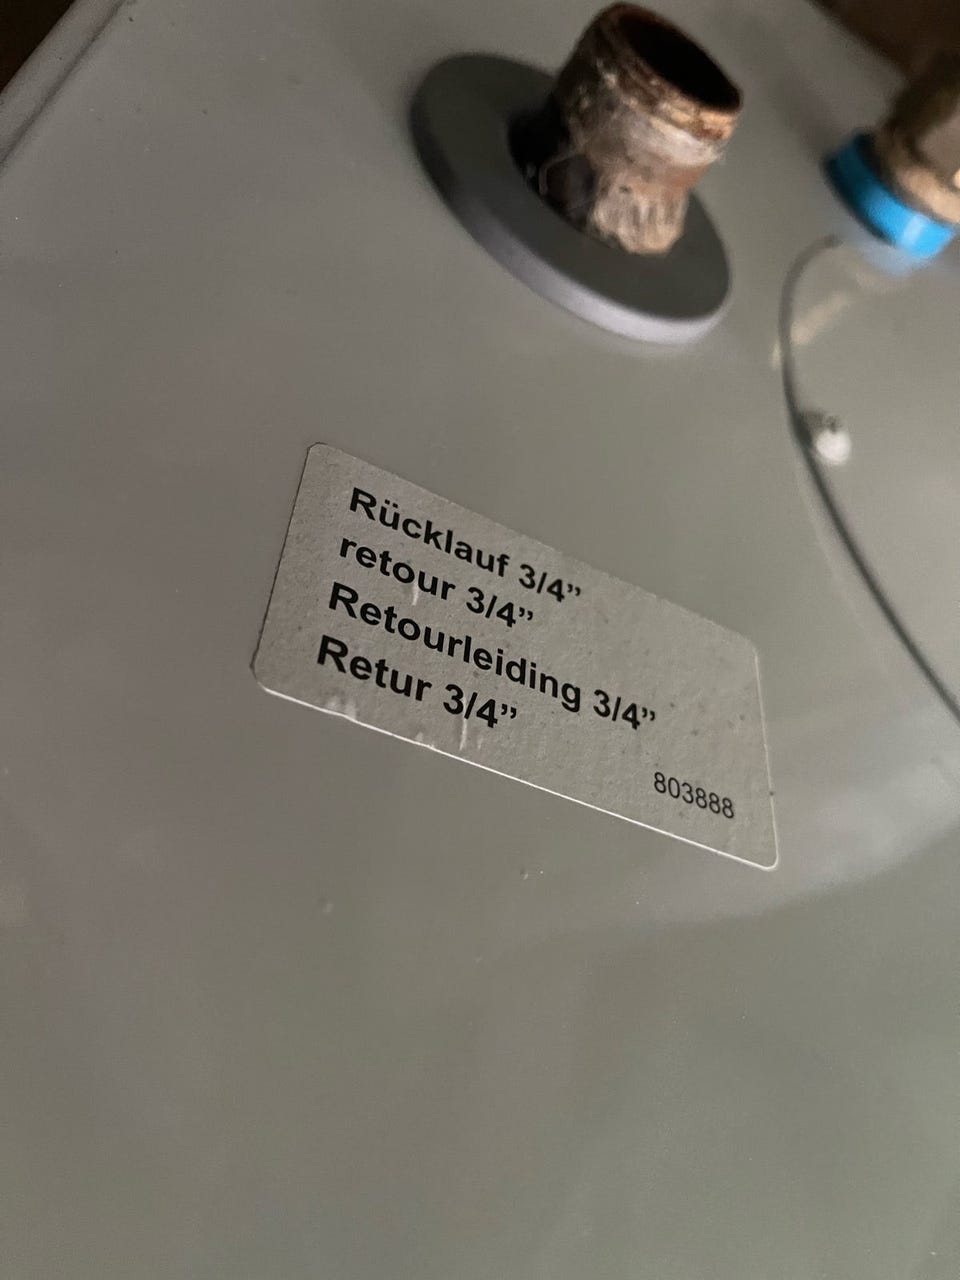 Rücklauf 3/4”
retour 3/4”
Retourleiding 3/4”
Retur 3/4”
803888